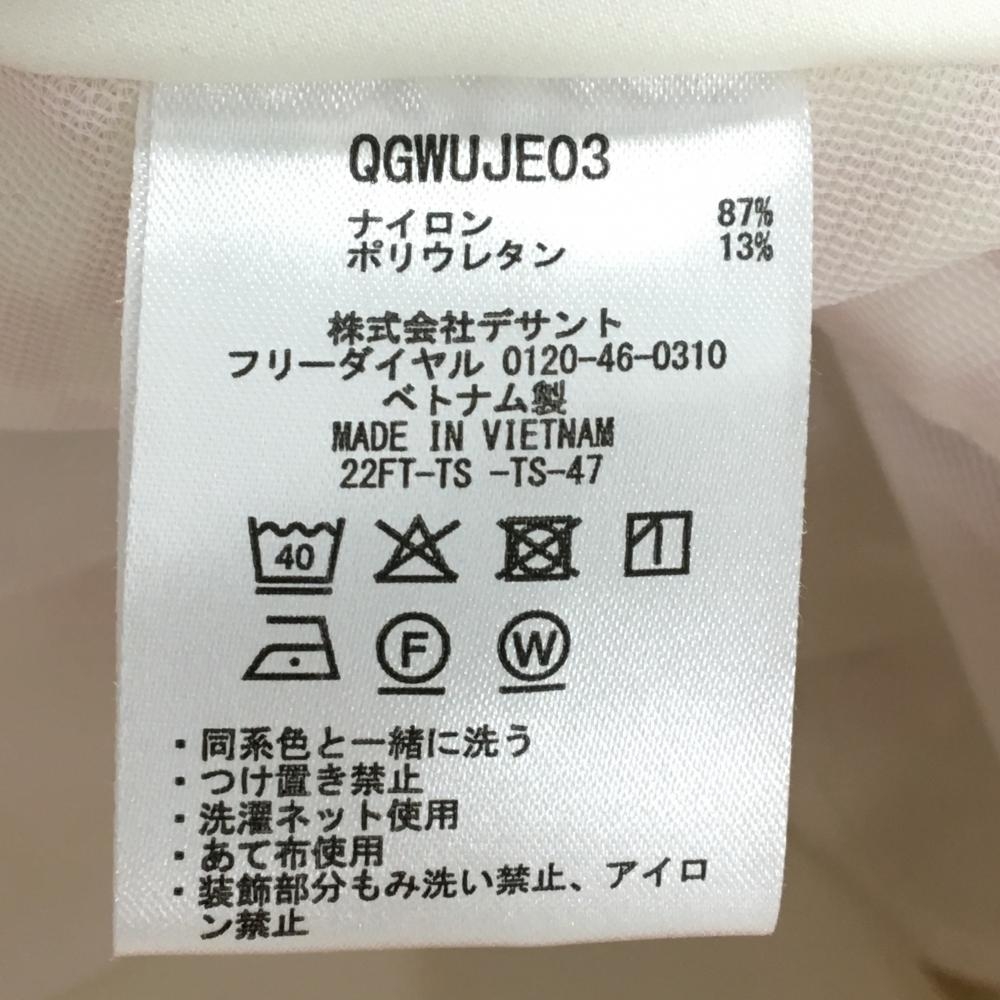 QGWUJE03
ナイロン 87%
ポリウレタン 13%
株式会社デサント
フリーダイヤル 0120-46-0310
ベトナム製
MADE IN VIETNAM
22FT-TS -TS-47
40
F W
・同系色と一緒に洗う
・つけ置き禁止
・洗濯ネット使用
・あて布使用
・装飾部分もみ洗い禁止、アイロ
ン禁止